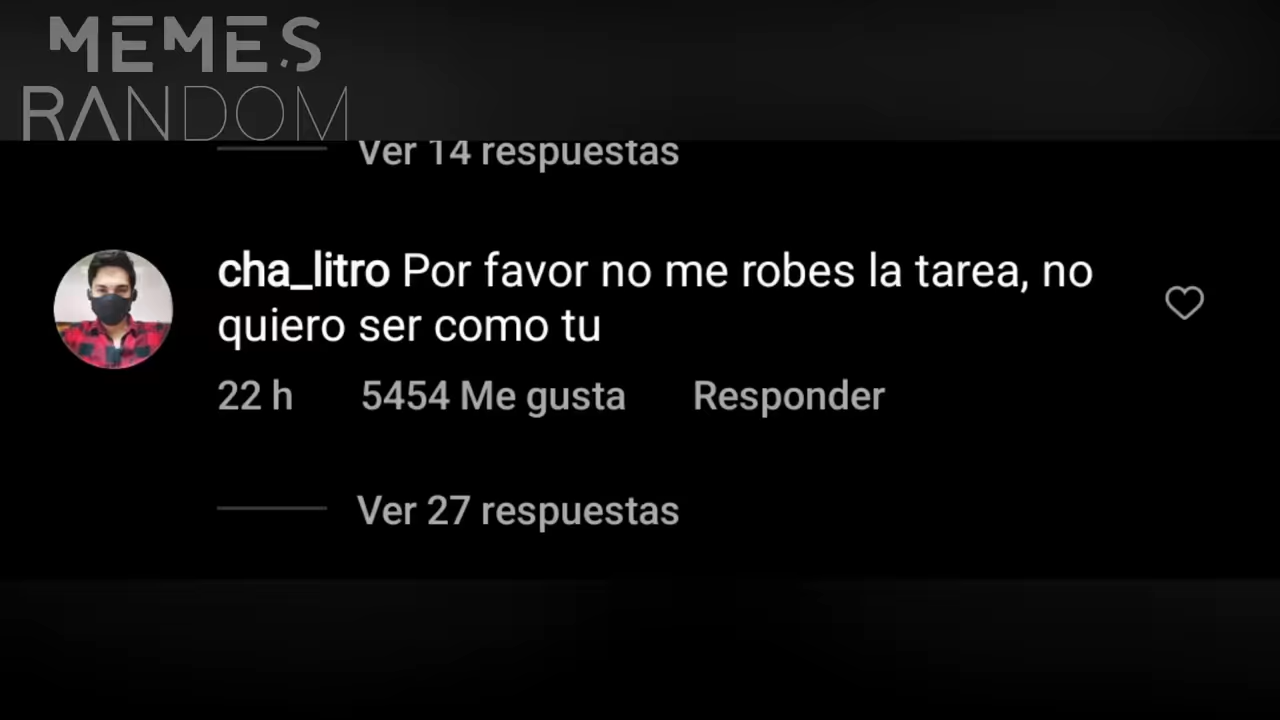 MEMES
RANDOM
Ver 14 respuestas
cha_litro Por favor no me robes la tarea, no
quiero ser como tu
22 h 5454 Me gusta Responder
Ver 27 respuestas